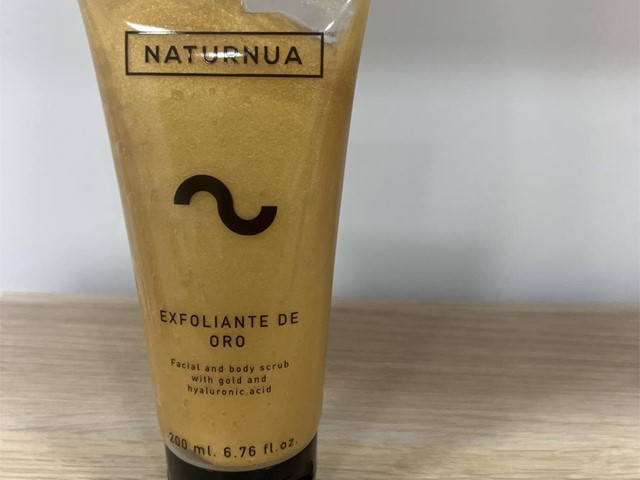 NATURNUA
EXFOLIANTE DE
ORO
Facial and body scrub
with gold and
hyaluronic acid
200 ml. 6.76 fl.oz.